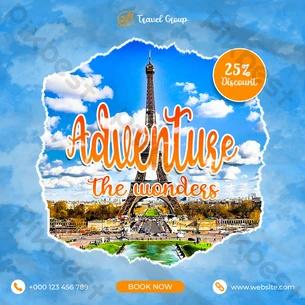 Travel Group
25%
Discount
Adventure
the wonders
+000 123 456 789
BOOK NOW
www.website.com